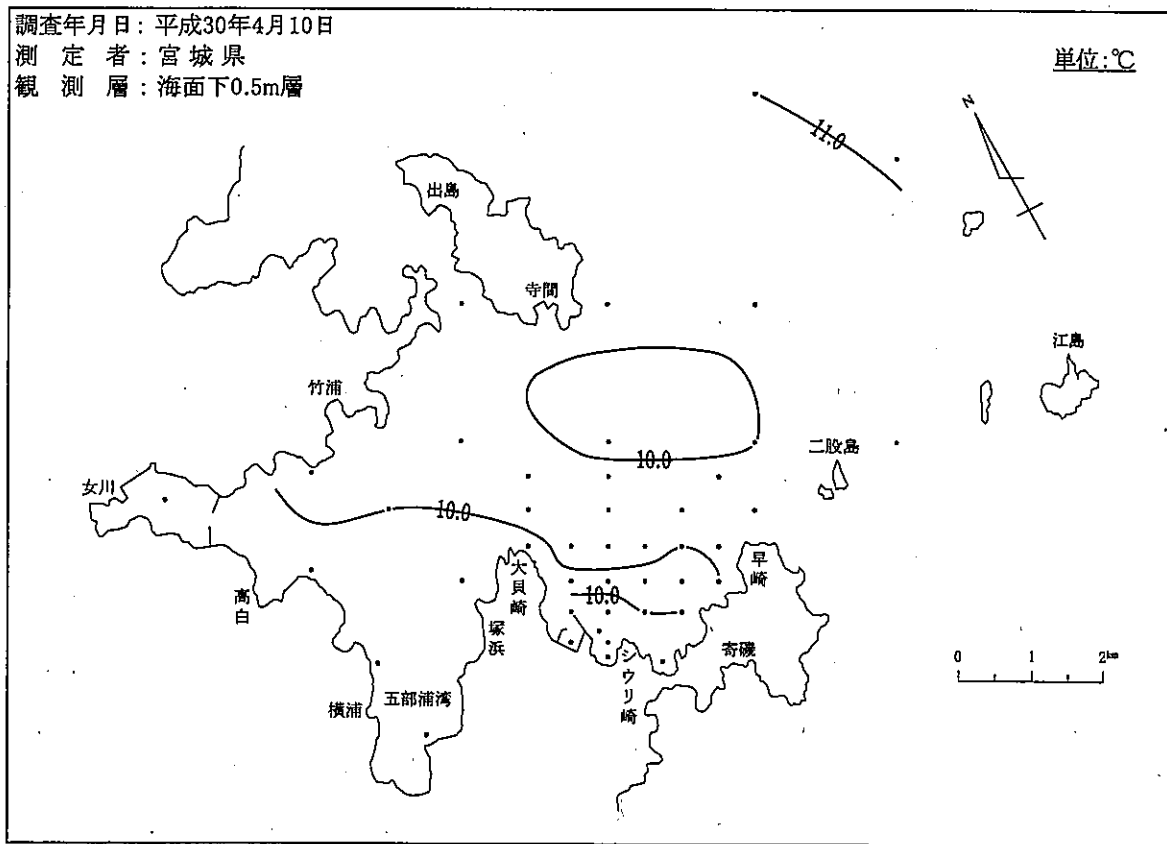 調査年月日：平成30年4月10日
測　定　者：宮城県
観　測　層：海面下0.5m層
単位:℃
N
11.0
出島
寺間
江島
竹浦
二股島
10.0
女川
10.0
大貝崎
早崎
高白
10.0
塚浜
寄磯
シウリ崎
五部浦湾
横浦
0 1 2km